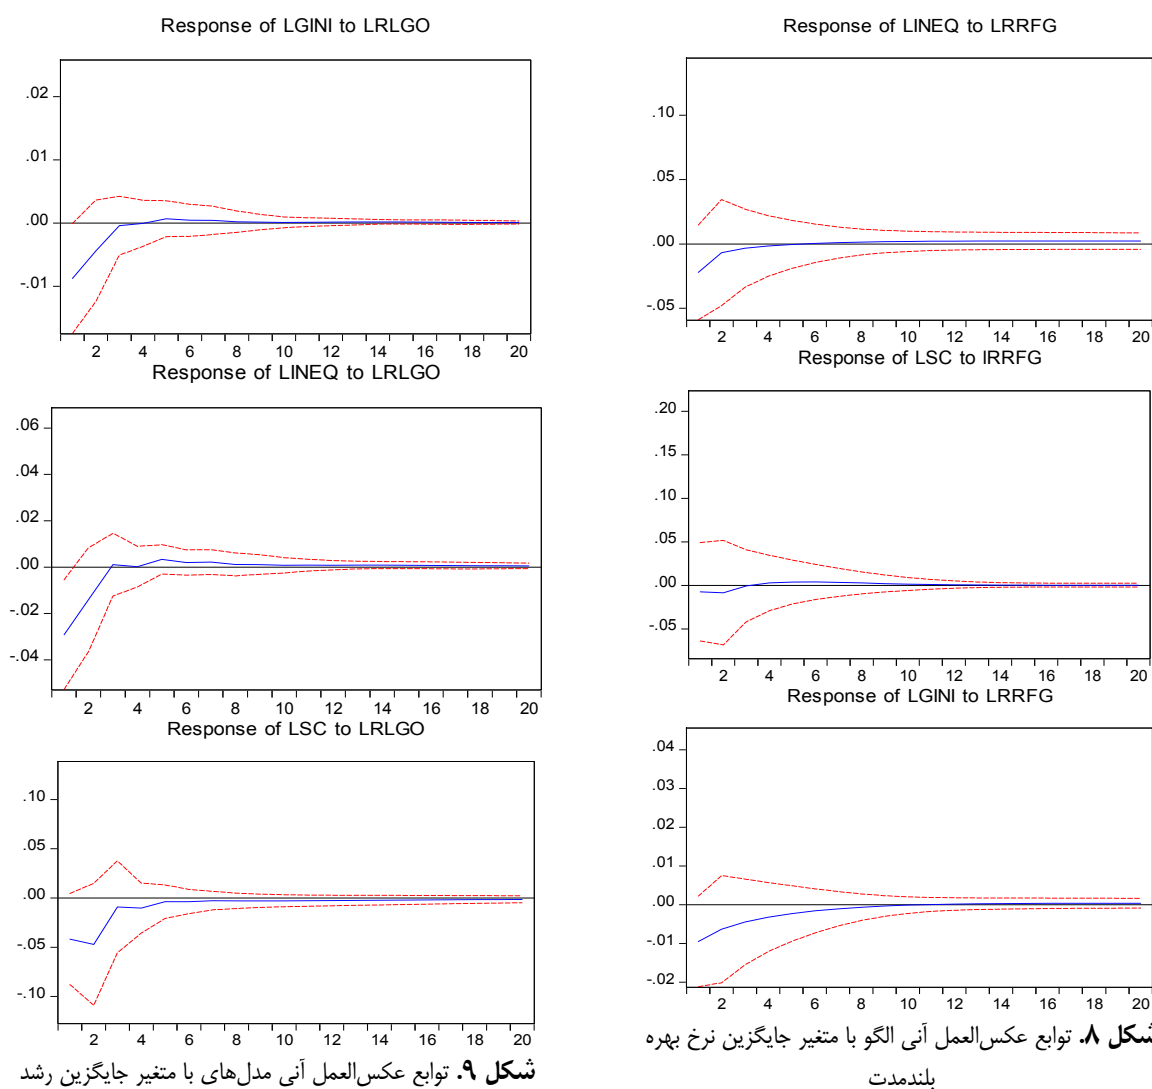 Response of LINEQ to LRRFG
.10
.05
.00
-.05
2 4 6 8 10 12 14 16 18 20
Response of LSC to IRRFG
.20
.15
.10
.05
.00
-.05
2 4 6 8 10 12 14 16 18 20
Response of LGINI to LRRFG
.04
.03
.02
.01
.00
-.01
-.02
2 4 6 8 10 12 14 16 18 20
شکل ۸. توابع عکس‌العمل آنی الگو با متغیر جایگزین نرخ بهره
بلندمدت
Response of LGINI to LRLGO
.02
.01
.00
-.01
2 4 6 8 10 12 14 16 18 20
Response of LINEQ to LRLGO
.06
.04
.02
.00
-.02
-.04
2 4 6 8 10 12 14 16 18 20
Response of LSC to LRLGO
.10
.05
.00
-.05
-.10
2 4 6 8 10 12 14 16 18 20
شکل ۹. توابع عکس‌العمل آنی مدل‌های با متغیر جایگزین رشد